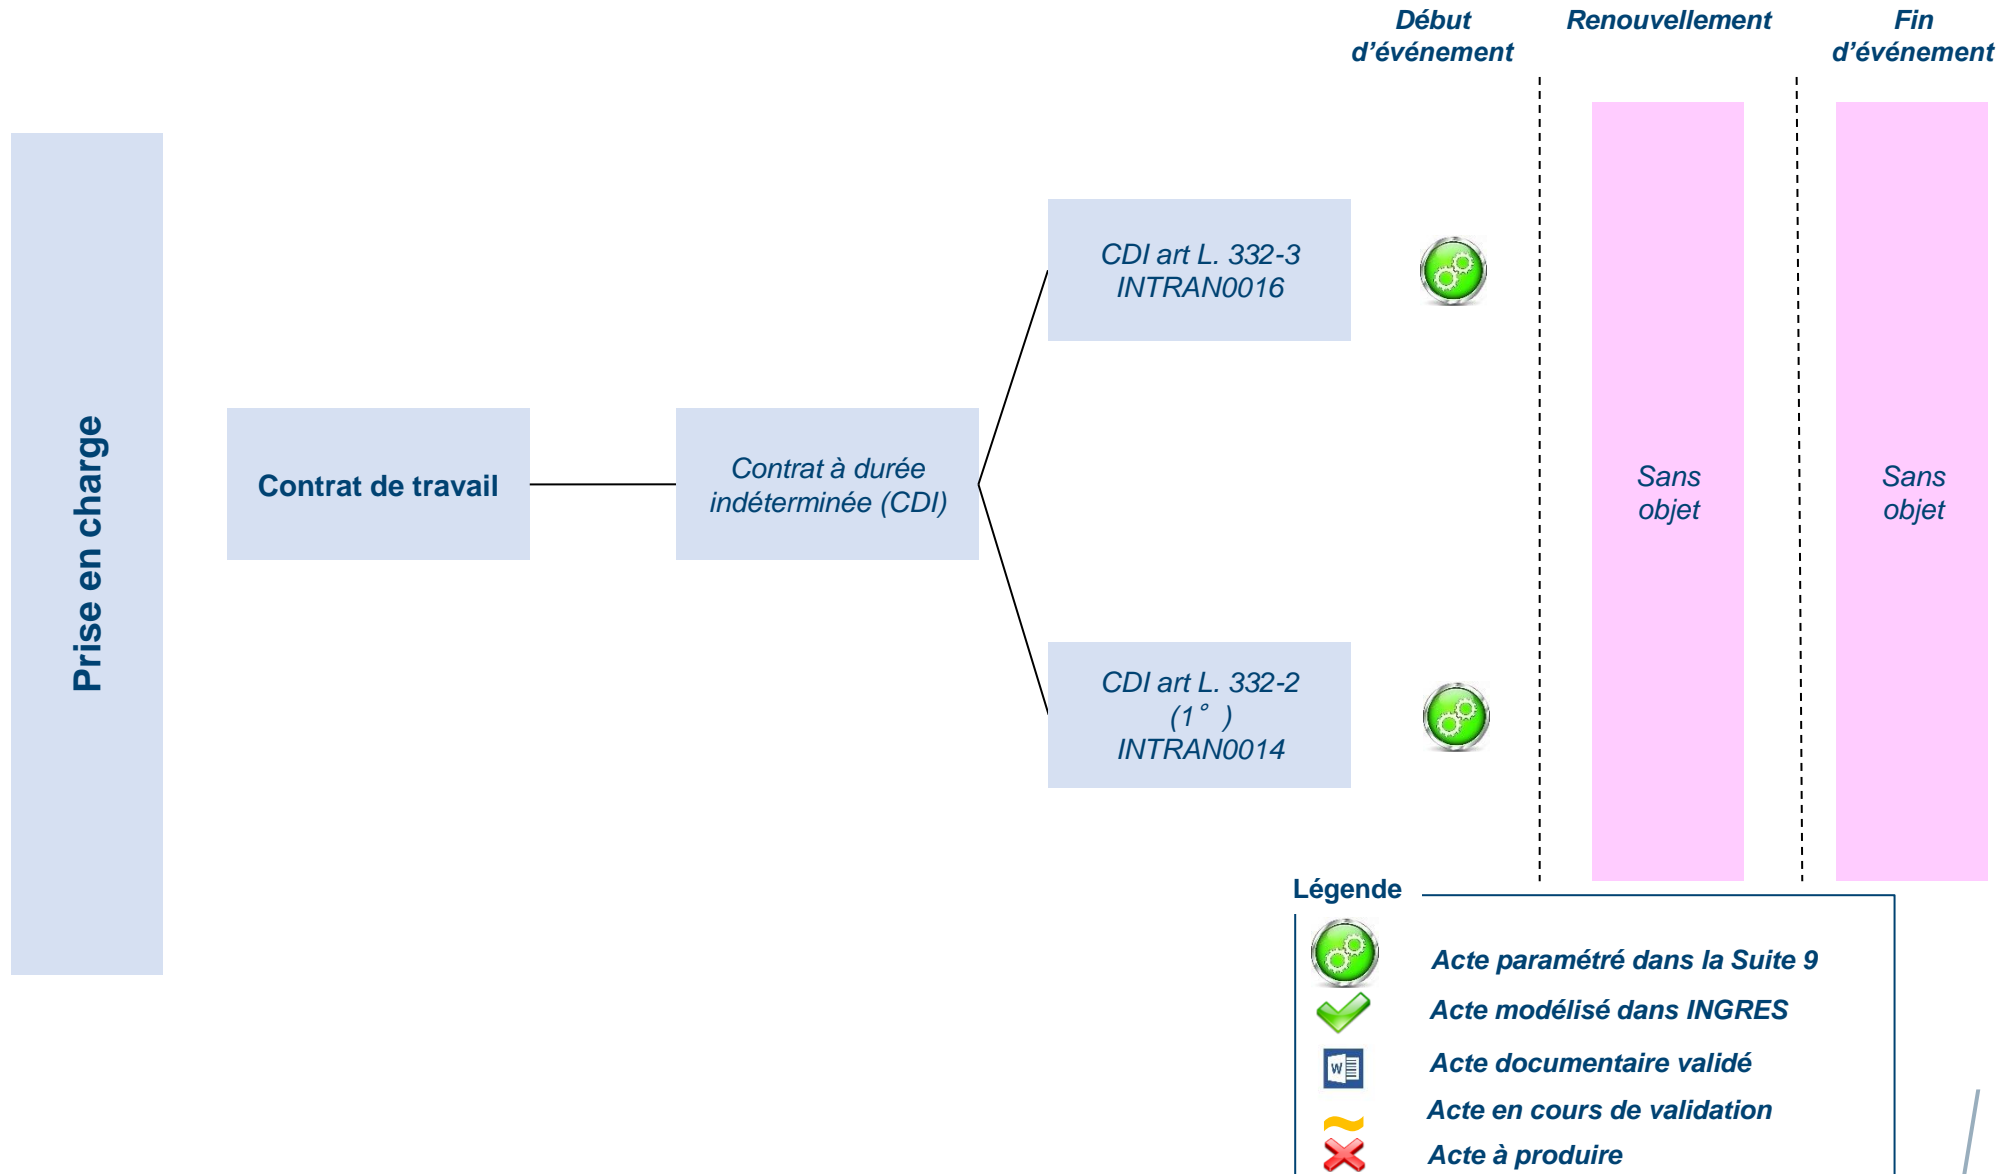 Début
d’événement
Renouvellement
Fin
d’événement
Prise en charge
Contrat de travail
Contrat à durée
indéterminée (CDI)
CDI art L. 332-3
INTRAN0016
CDI art L. 332-2
(1° )
INTRAN0014
Sans
objet
Sans
objet
Légende
Acte paramétré dans la Suite 9
Acte modélisé dans INGRES
W
Acte documentaire validé
Acte en cours de validation
Acte à produire